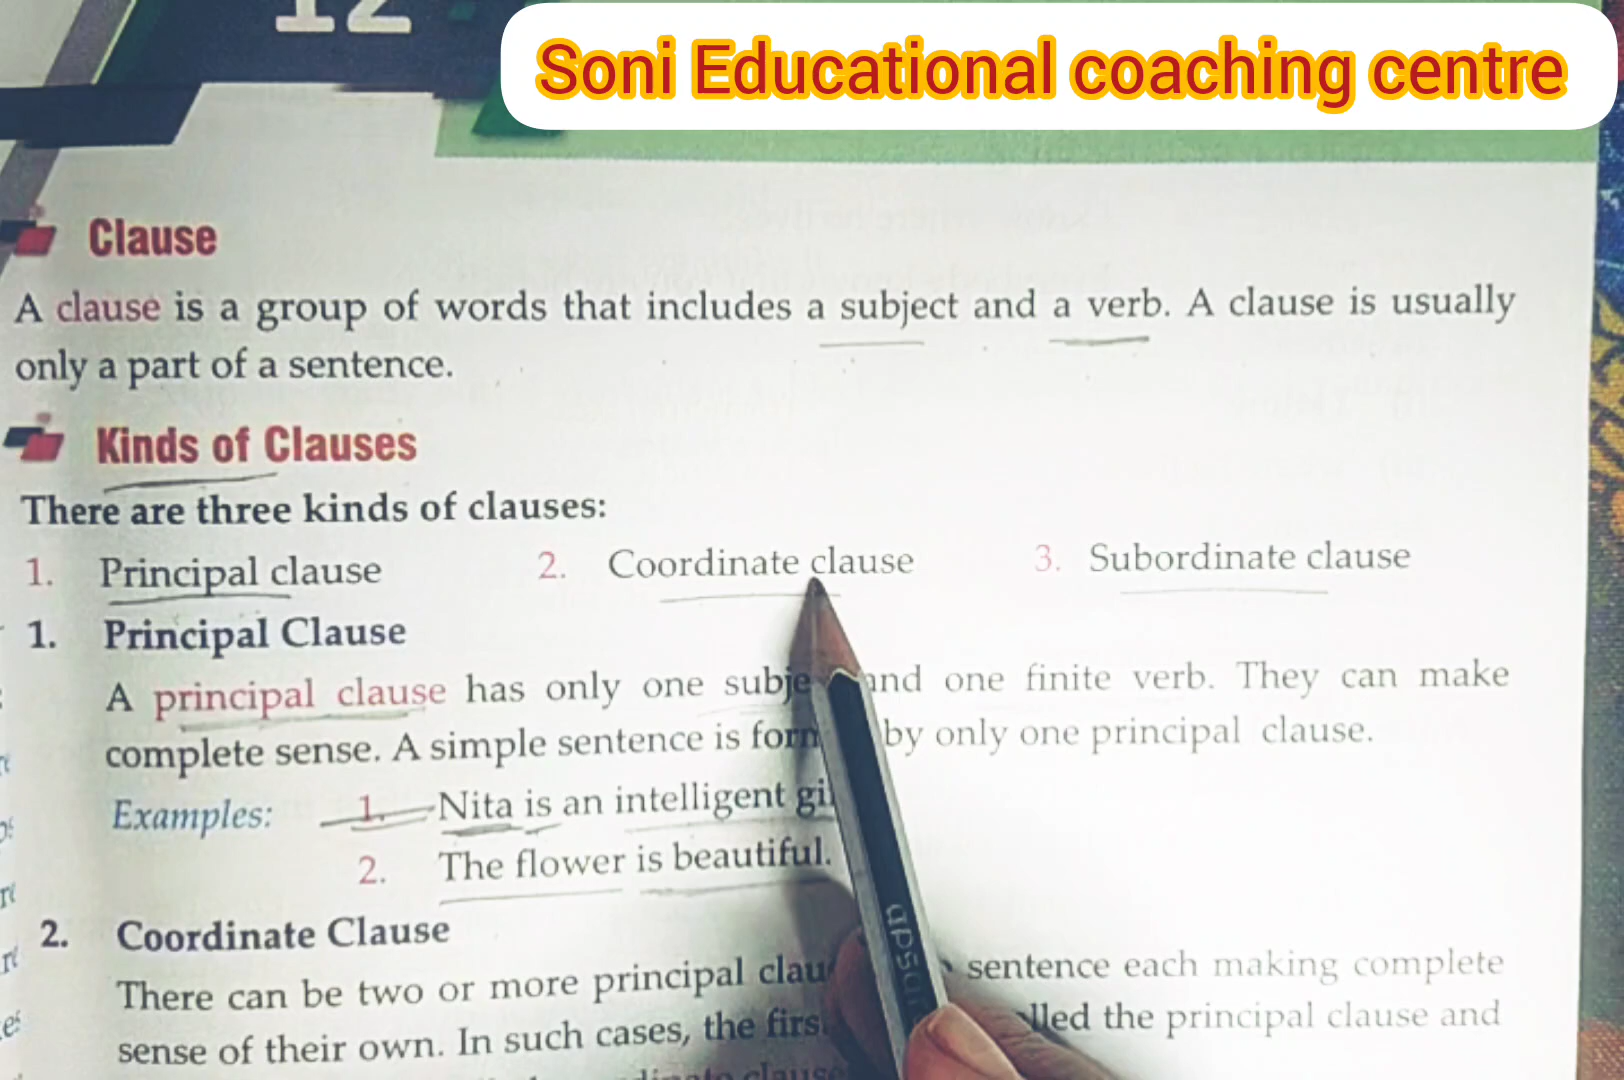 12
Soni Educational coaching centre
Clause
A clause is a group of words that includes a subject and a verb. A clause is usually
only a part of a sentence.
Kinds of Clauses
There are three kinds of clauses:
1. Principal clause 2. Coordinate clause 3. Subordinate clause
1. Principal Clause
A principal clause has only one subje and one finite verb. They can make
complete sense. A simple sentence is form by only one principal clause.
Examples: 1. Nita is an intelligent gi
2. The flower is beautiful.
2. Coordinate Clause
There can be two or more principal clau sentence each making complete
sense of their own. In such cases, the firs lled the principal clause and
clause
apsara